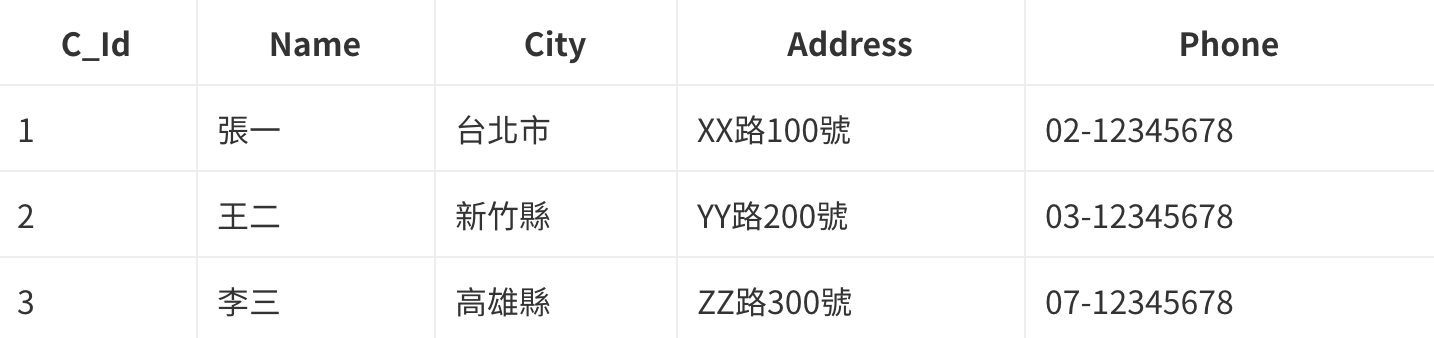 C_Id Name City Address Phone
1 張一 台北市 XX路100號 02-12345678
2 王二 新竹縣 YY路200號 03-12345678
3 李三 高雄縣 ZZ路300號 07-12345678